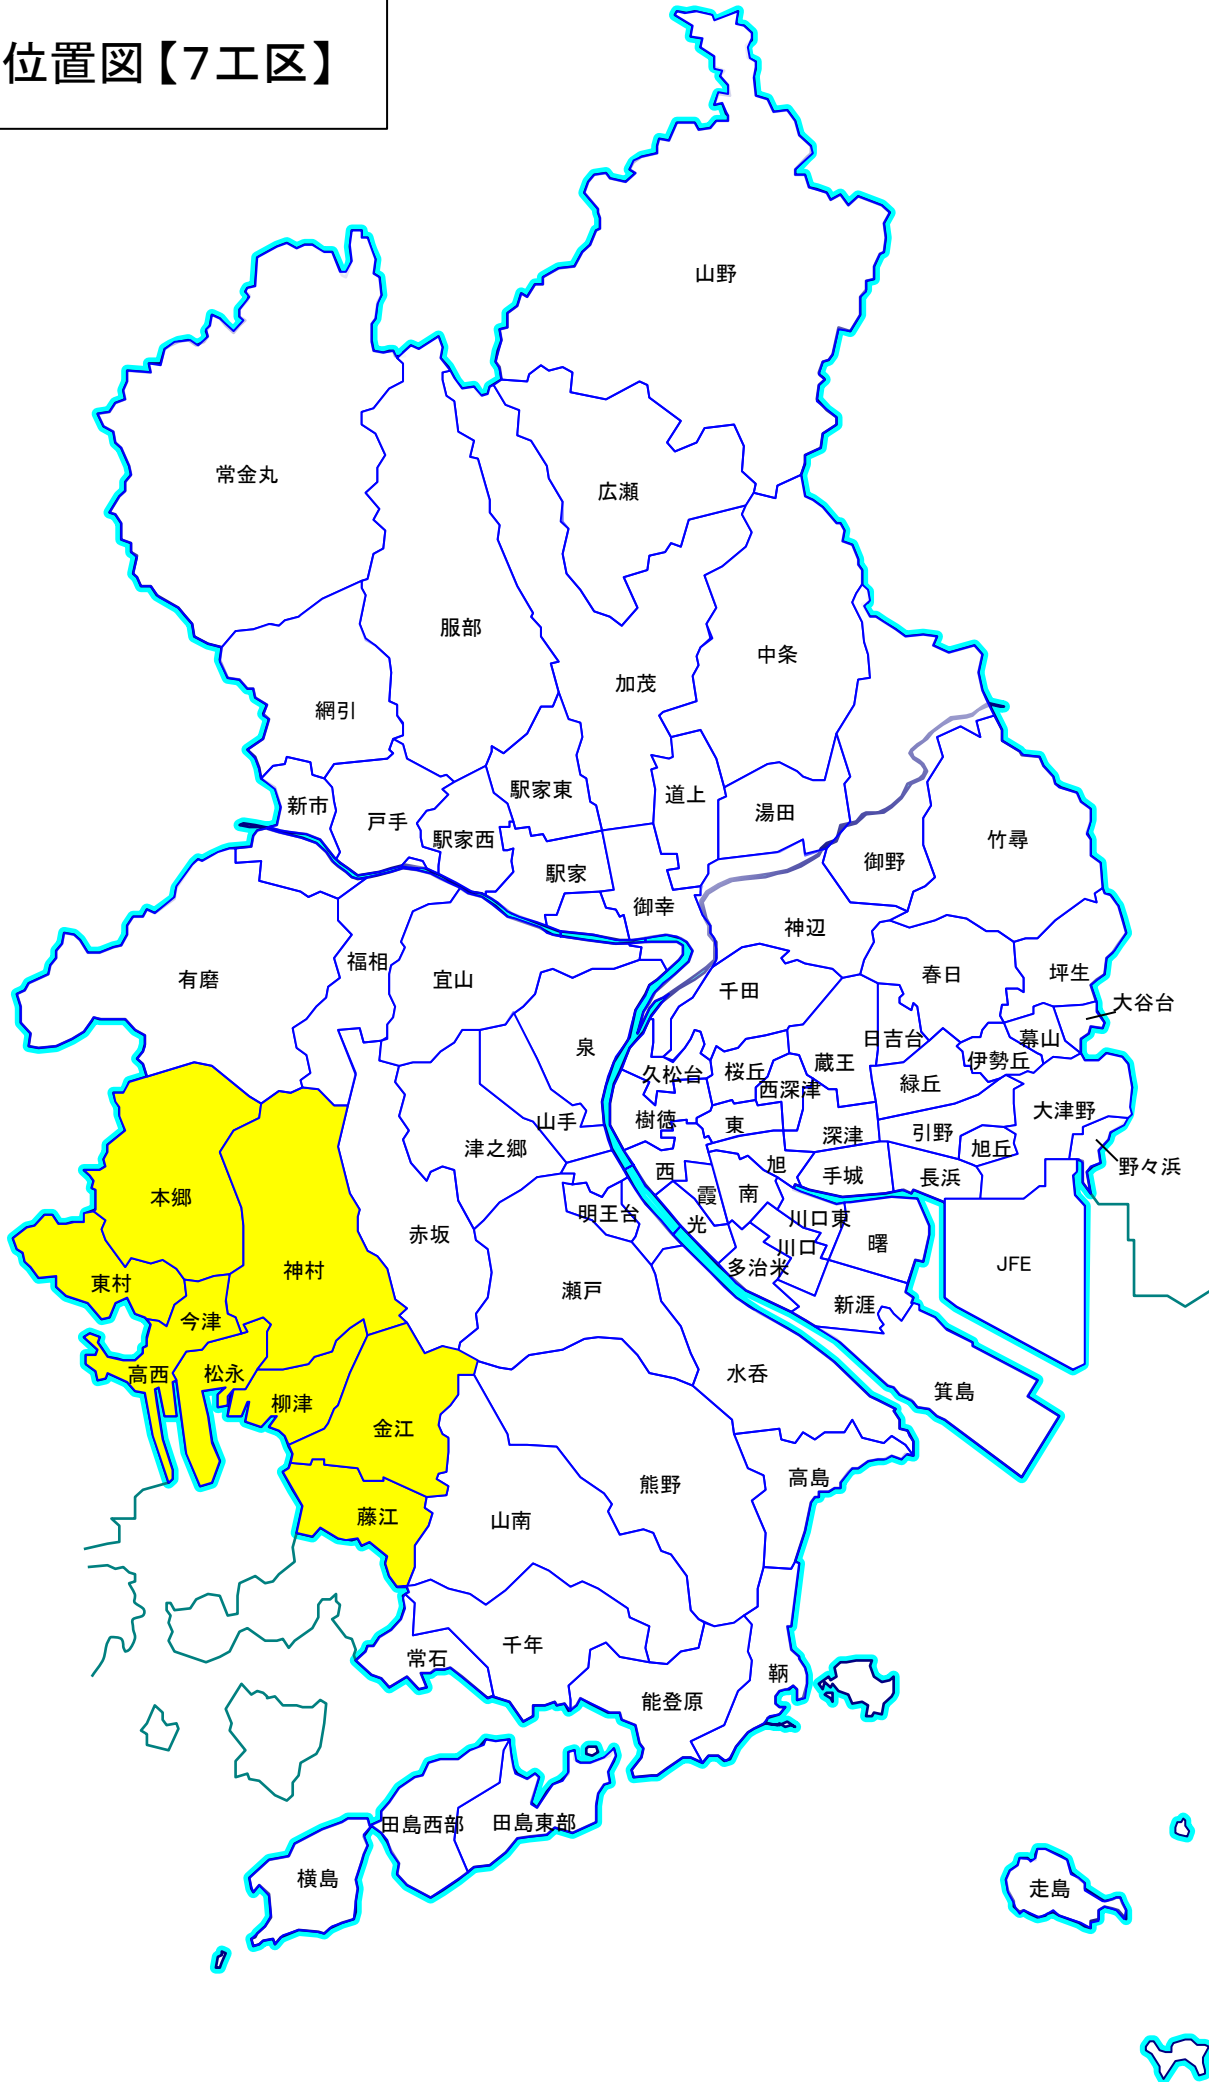 位置図【7工区】
山野
常金丸
広瀬
服部
中条
加茂
網引
駅家東
道上
新市
湯田
戸手
駅家西
竹尋
御野
駅家
御幸
神辺
福相
春日
坪生
有磨
宜山
千田
大谷台
日吉台
幕山
泉
伊勢丘
蔵王
久松台
桜丘
緑丘
西深津
大津野
樹徳
山手
東
引野
深津
津之郷
旭丘
野々浜
西
旭
手城
長浜
本郷
霞
南
明王台
光
川口東
赤坂
曙
川口
神村
JFE
多治米
東村
瀬戸
新涯
今津
高西
松永
水呑
箕島
柳津
金江
高島
熊野
藤江
山南
千年
常石
鞆
能登原
田島西部
田島東部
横島
走島